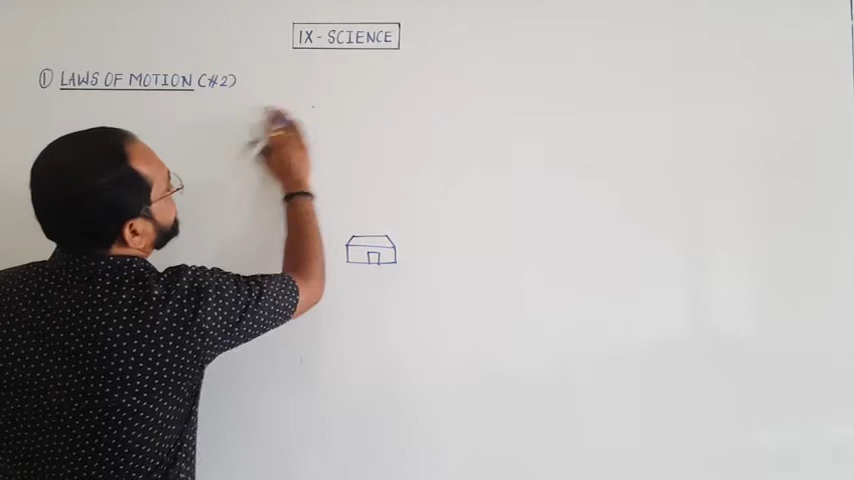 IX - SCIENCE
① LAWS OF MOTION (#2)